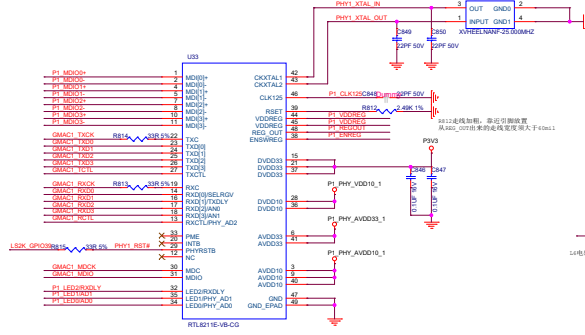 PHY1_XTAL_IN
PHY1_XTAL_OUT
3 OUT GND0 2
1 INPUT GND1 4
XVHEELNANF-25.000MHZ
C849
22PF 50V
C850
22PF 50V
U33
P1_MDIO0+ 1 MDI[0]+
P1_MDIO0- 2 MDI[0]-
P1_MDIO1+ 4 MDI[1]+
P1_MDIO1- 5 MDI[1]-
P1_MDIO2+ 7 MDI[2]+
P1_MDIO2- 8 MDI[2]-
P1_MDIO3+ 10 MDI[3]+
P1_MDIO3- 11 MDI[3]-
GMAC1_TXCK R814 33R 5% 22 TXC
GMAC1_TXD0 23 TXD[0]
GMAC1_TXD1 24 TXD[1]
GMAC1_TXD2 25 TXD[2]
GMAC1_TXD3 26 TXD[3]
GMAC1_TCTL 27 TXCTL
GMAC1_RXCK R813 33R 5% 19 RXC
GMAC1_RXD0 14 RXD[0]/SELRGV
GMAC1_RXD1 16 RXD[1]/TXDLY
GMAC1_RXD2 17 RXD[2]/AN0
GMAC1_RXD3 18 RXD[3]/AN1
GMAC1_RCTL 13 RXCTL/PHY_AD2
33 PME
20 INTB
LS2K_GPIO39 R815 33R 5% PHY1_RST# 29 PHYRSTB
12 NC
GMAC1_MDCK 30 MDC
GMAC1_MDIO 31 MDIO
P1_LED2/RXDLY 32 LED2/RXDLY
P1_LED1/AD1 35 LED1/PHY_AD1
P1_LED0/AD0 34 LED0/PHY_AD0
CKXTAL1 42
CKXTAL2 43
CLK125 46 P1_CLK125 C848 Dummy 22PF 50V
RSET 39 R812 2.49K 1%
VDDREG 44 P1_VDDREG
VDDREG 45 P1_VDDREG
REG_OUT 48 P1_REGOUT
ENSWREG 38 P1_ENREG
R812走线加粗，靠近引脚放置
从REG_OUT出来的走线宽度须大于60mil
P3V3
DVDD33 15
DVDD33 21
DVDD33 37
C846
0.1UF 16V
C847
0.1UF 16V
P1_PHY_VDD10_1
DVDD10 28
DVDD10 36
P1_PHY_AVDD33_1
AVDD33 6
AVDD33 41
P1_PHY_AVDD10_1
AVDD10 3
AVDD10 9
AVDD10 40
GND 47
GND_EPAD 49
RTL8211E-VB-CG